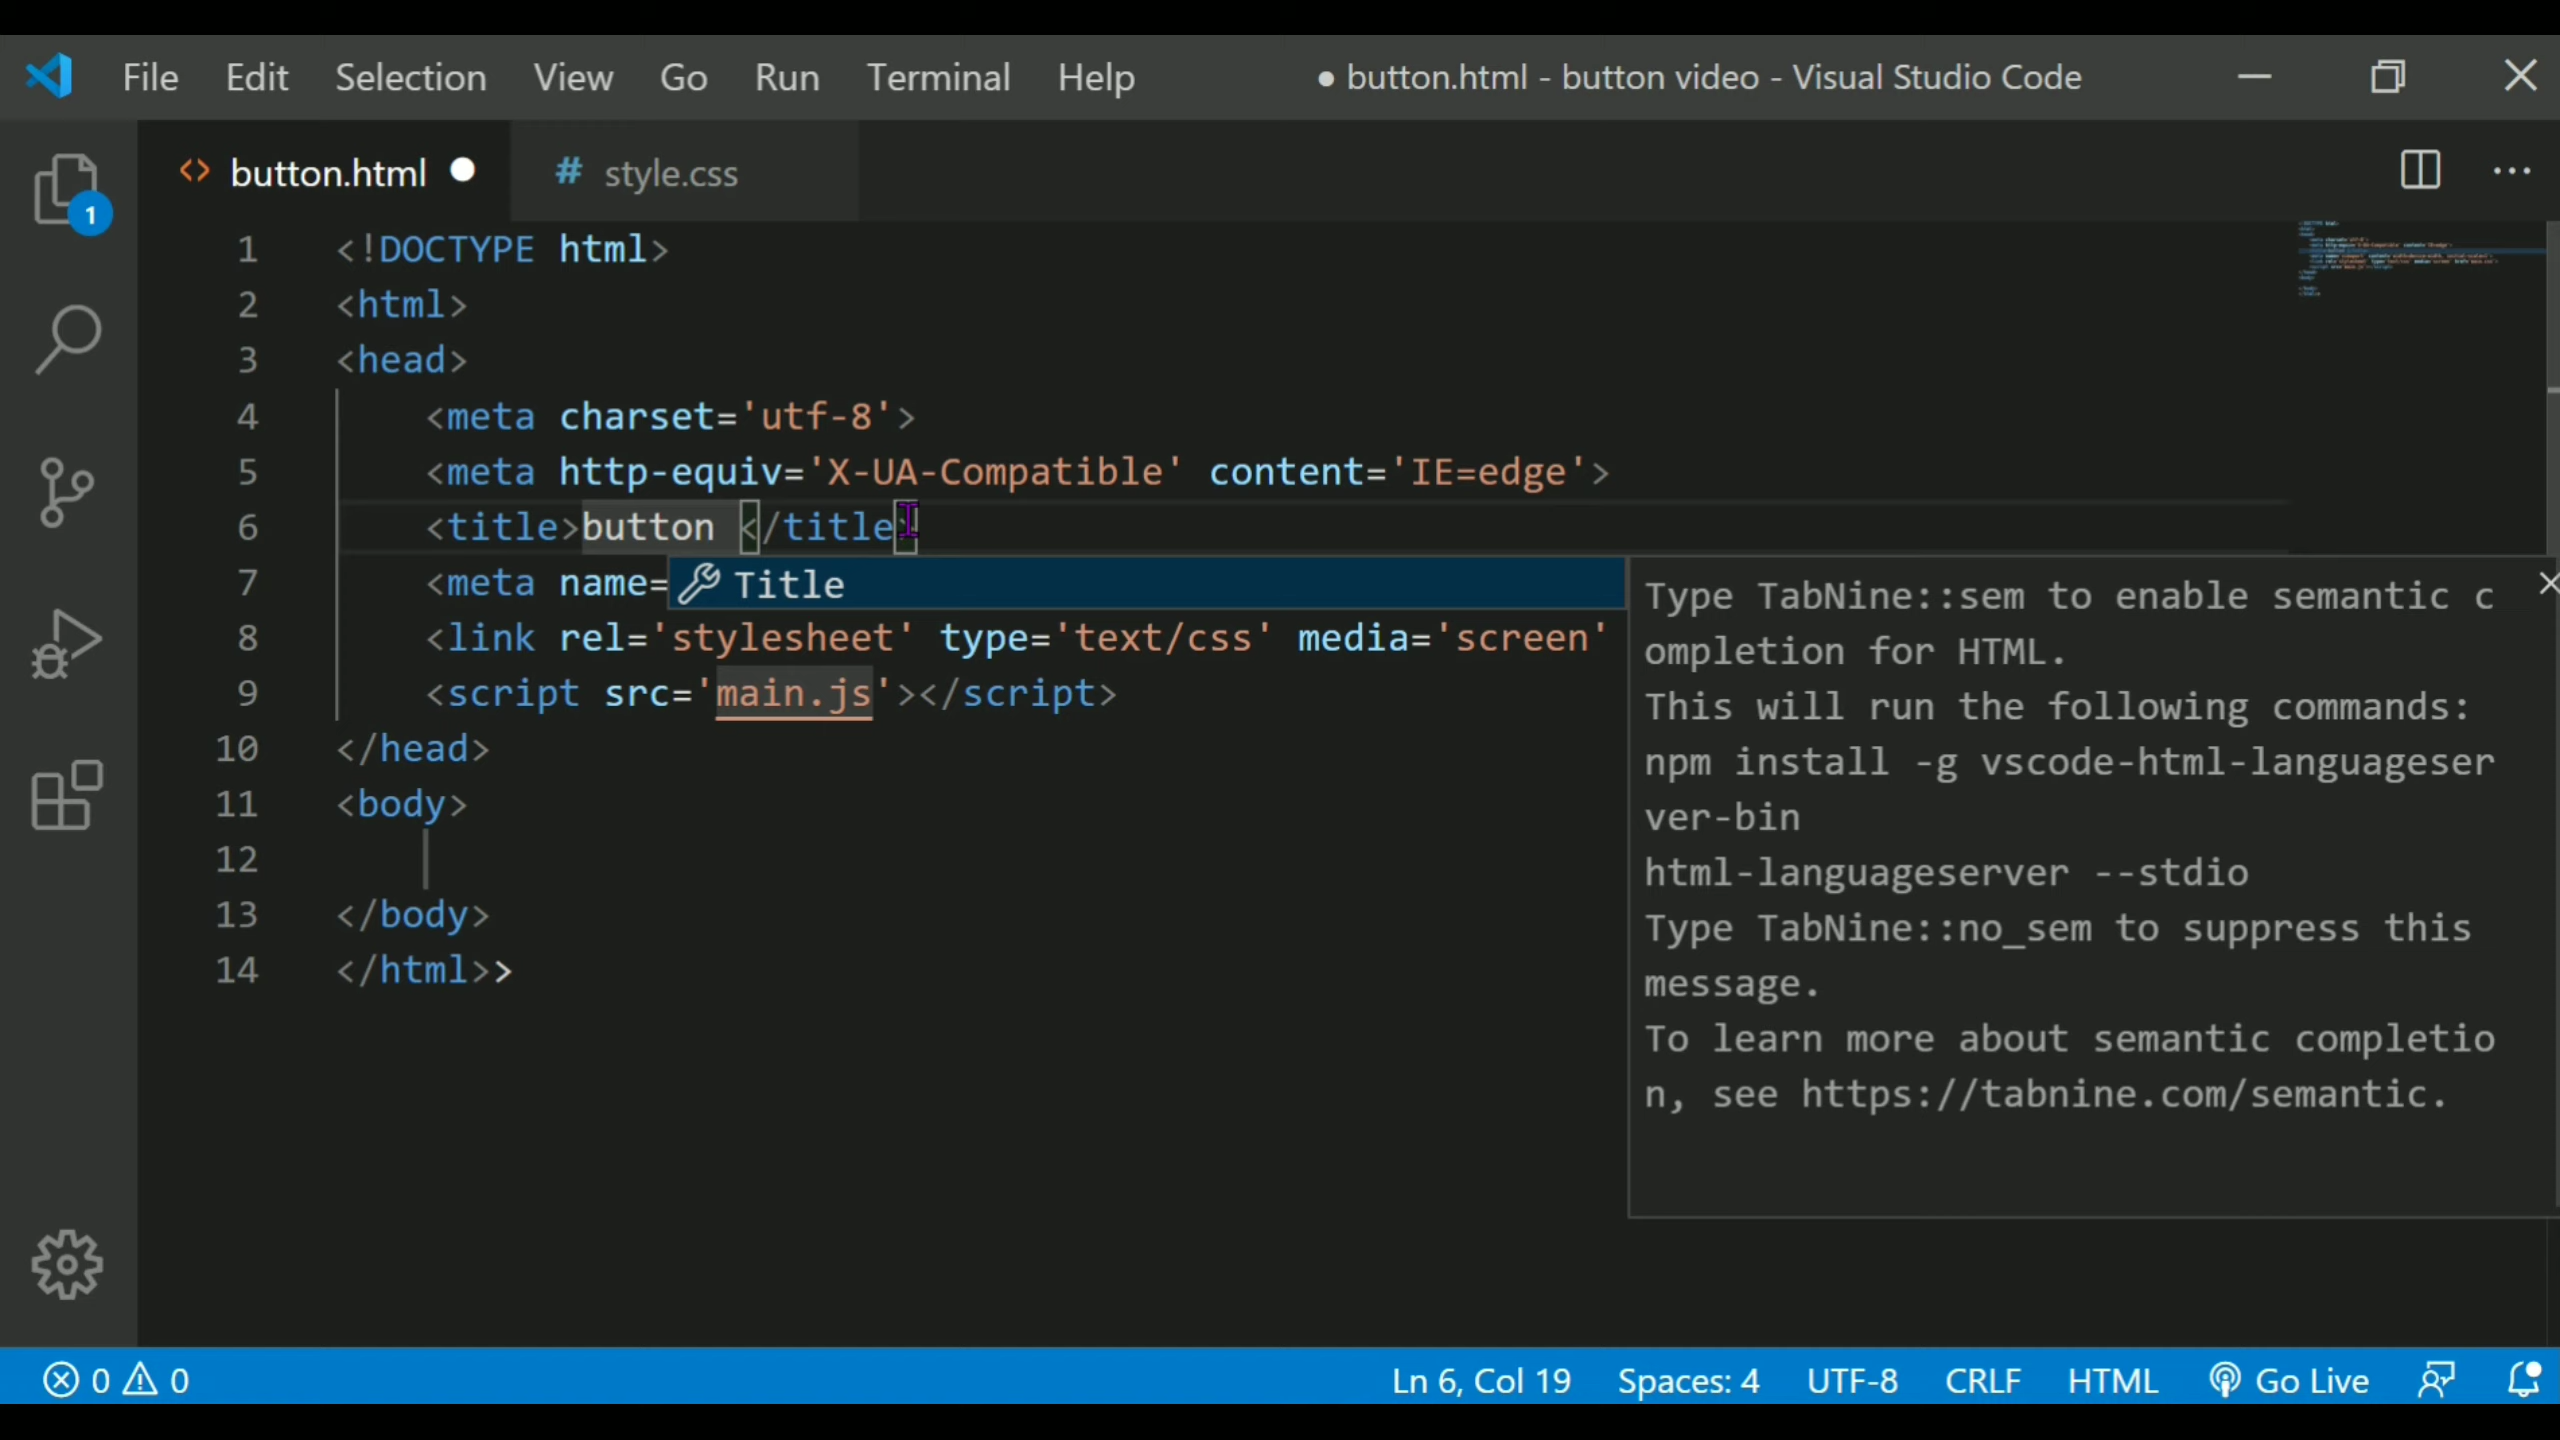 File Edit Selection View Go Run Terminal Help ● button.html - button video - Visual Studio Code
<> button.html ● # style.css
1
1 <!DOCTYPE html>
2 <html>
3 <head>
4 <meta charset='utf-8'>
5 <meta http-equiv='X-UA-Compatible' content='IE=edge'>
6 <title>button </title>
7 <meta name=
Title
8 <link rel='stylesheet' type='text/css' media='screen'
9 <script src='main.js'></script>
10 </head>
11 <body>
12
13 </body>
14 </html>>
Type TabNine::sem to enable semantic c
ompletion for HTML.
This will run the following commands:
npm install -g vscode-html-languageser
ver-bin
html-languageserver --stdio
Type TabNine::no_sem to suppress this
message.
To learn more about semantic completio
n, see https://tabnine.com/semantic.
0 0 Ln 6, Col 19 Spaces: 4 UTF-8 CRLF HTML Go Live